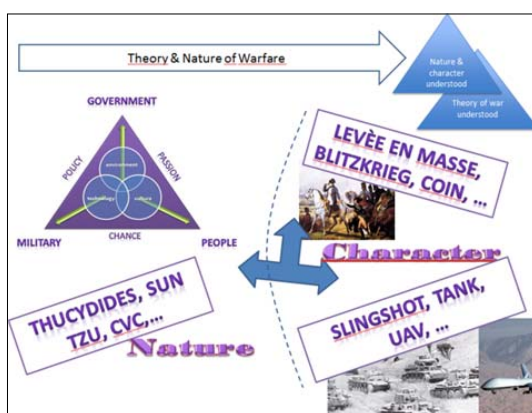 Theory & Nature of Warfare
Nature &
character
understood
Theory of war
understood
GOVERNMENT
POLICY
PASSION
environment
technology
culture
MILITARY
CHANCE
PEOPLE
LEVÈE EN MASSE,
BLITZKRIEG, COIN, ...
Character
THUCYDIDES, SUN
TZU, CVC,...
Nature
SLINGSHOT, TANK,
UAV, ...